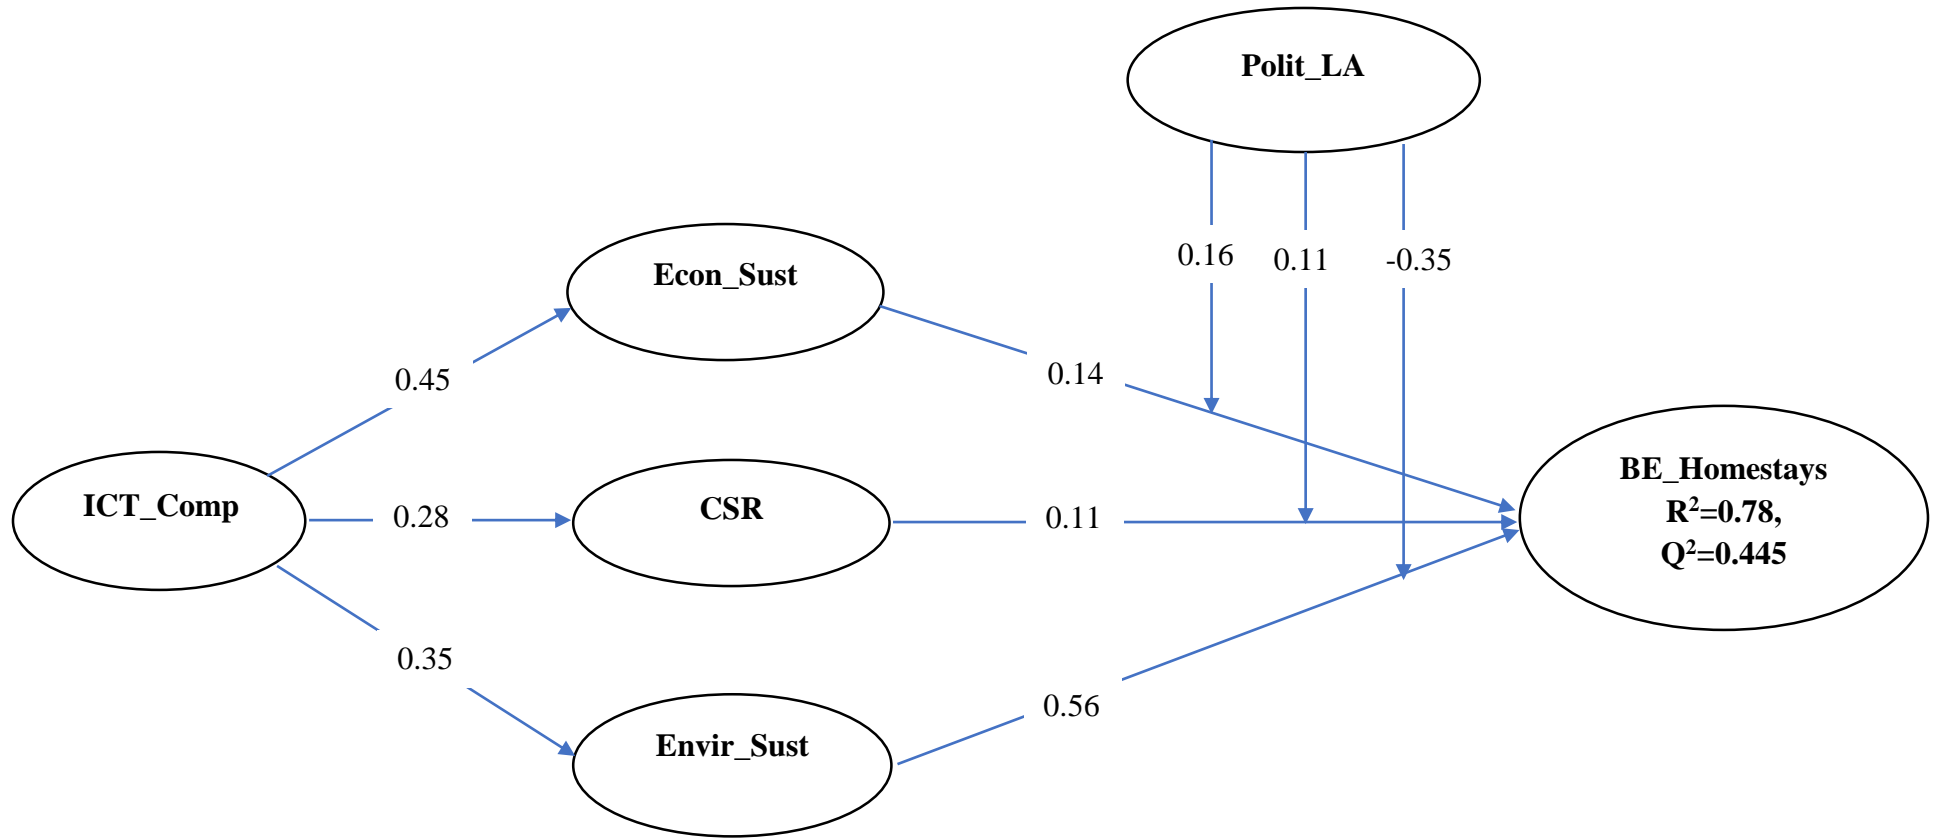 Polit_LA
0.16
0.11
-0.35
Econ_Sust
0.45
0.14
ICT_Comp
0.28
CSR
0.11
BE_Homestays
R²=0.78,
Q²=0.445
0.35
Envir_Sust
0.56